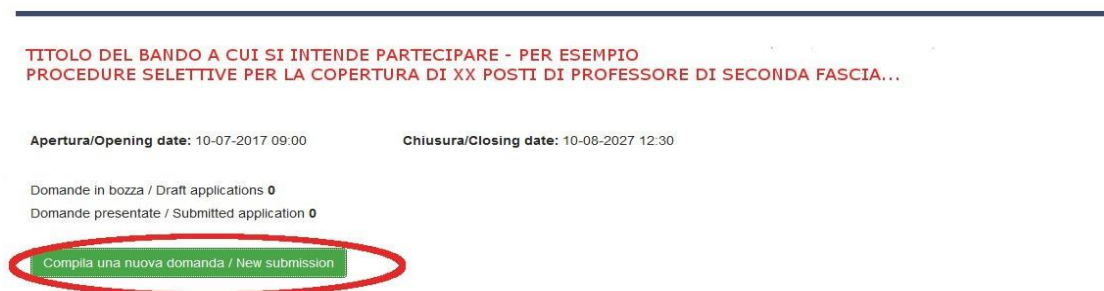 TITOLO DEL BANDO A CUI SI INTENDE PARTECIPARE - PER ESEMPIO
PROCEDURE SELETTIVE PER LA COPERTURA DI XX POSTI DI PROFESSORE DI SECONDA FASCIA...
Apertura/Opening date: 10-07-2017 09:00 Chiusura/Closing date: 10-08-2027 12:30
Domande in bozza / Draft applications 0
Domande presentate / Submitted application 0
Compila una nuova domanda / New submission